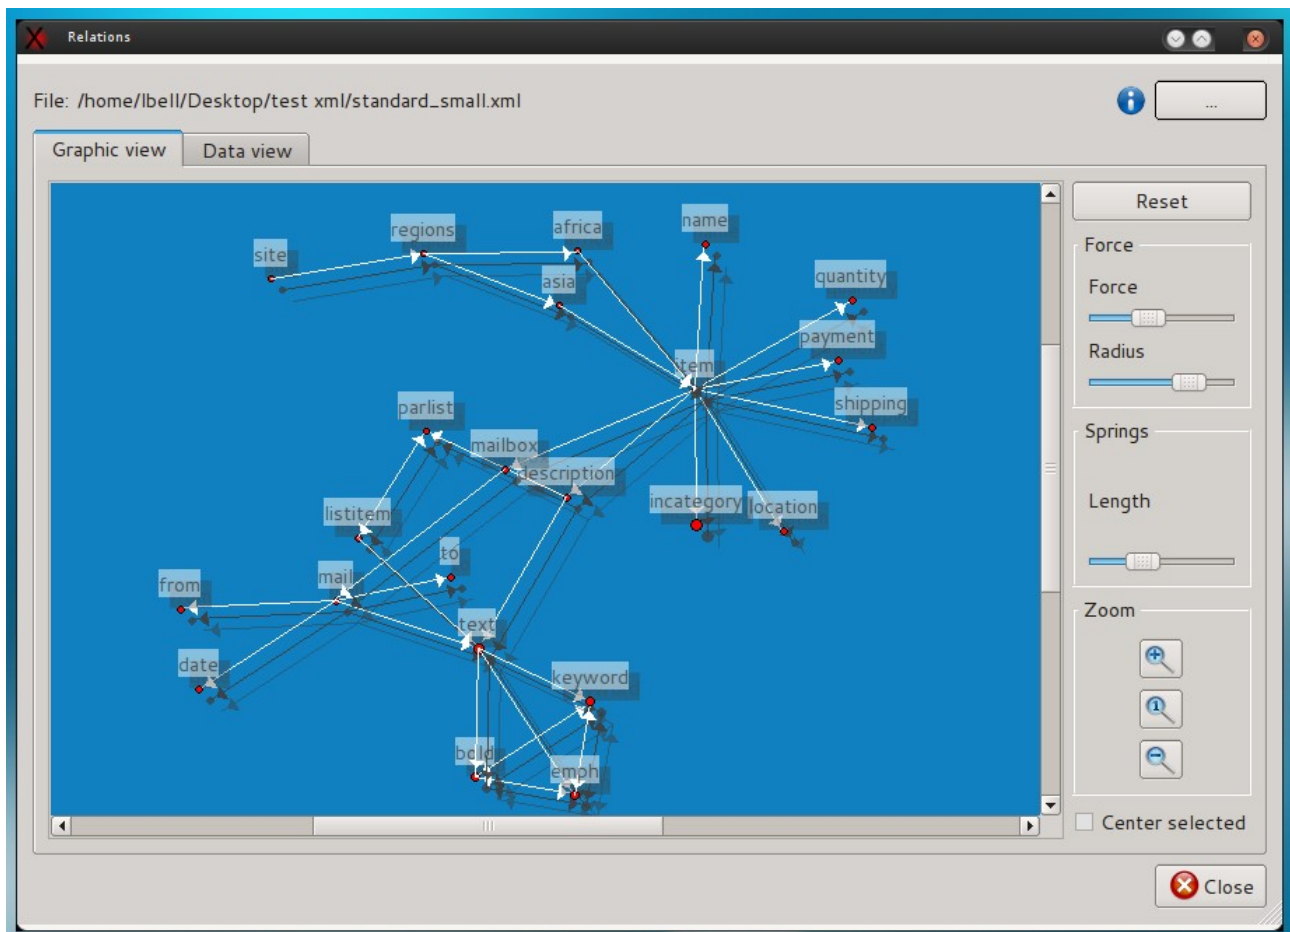 Relations
File: /home/lbell/Desktop/test xml/standard_small.xml
...
Graphic view
Data view
site
regions
africa
name
asia
quantity
payment
item
shipping
parlist
mailbox
description
incategory
location
listitem
to
mail
from
text
date
keyword
bold
emph
Reset
Force
Force
Radius
Springs
Length
Zoom
1
Center selected
Close